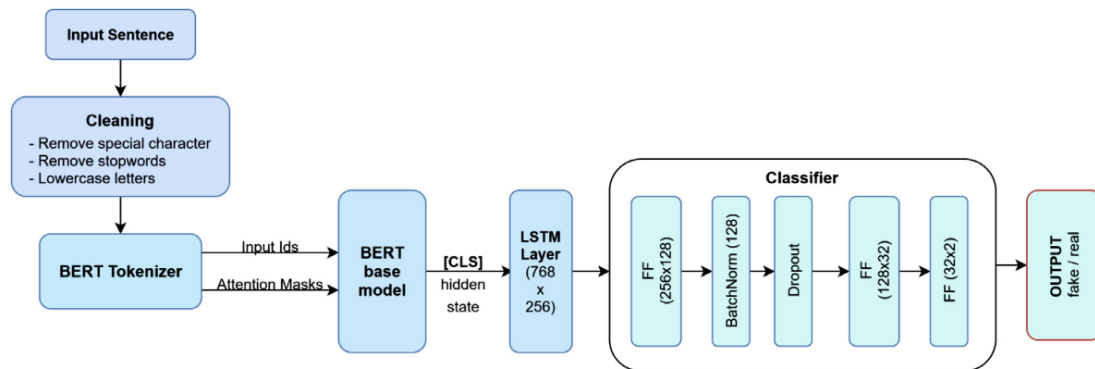 Input Sentence
Cleaning
- Remove special character
- Remove stopwords
- Lowercase letters
BERT Tokenizer
Input Ids
Attention Masks
BERT
base
model
[CLS]
hidden
state
LSTM
Layer
(768
x
256)
Classifier
FF
(256x128)
BatchNorm (128)
Dropout
FF
(128x32)
FF (32x2)
OUTPUT
fake / real